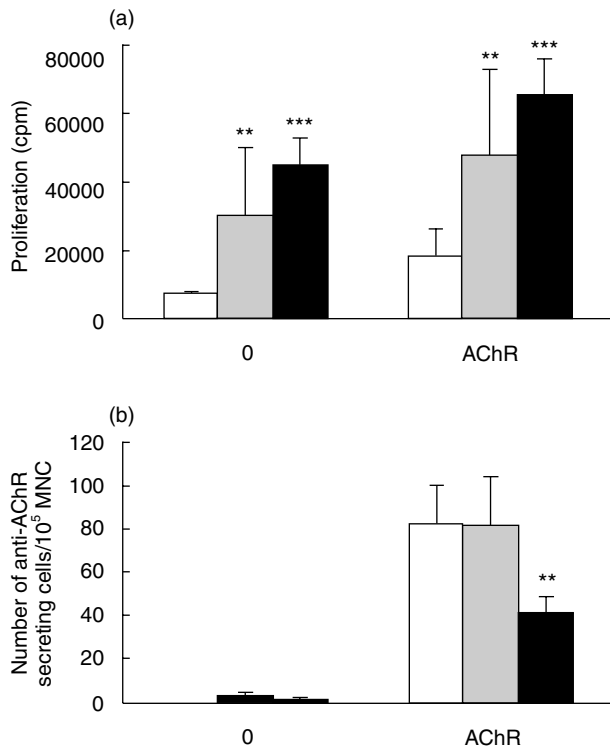 (a)
Proliferation (cpm)
80000
60000
40000
20000
0
**
***
**
***
0
AChR
(b)
Number of anti-AChR
secreting cells/10⁵ MNC
120
100
80
60
40
20
0
**
0
AChR